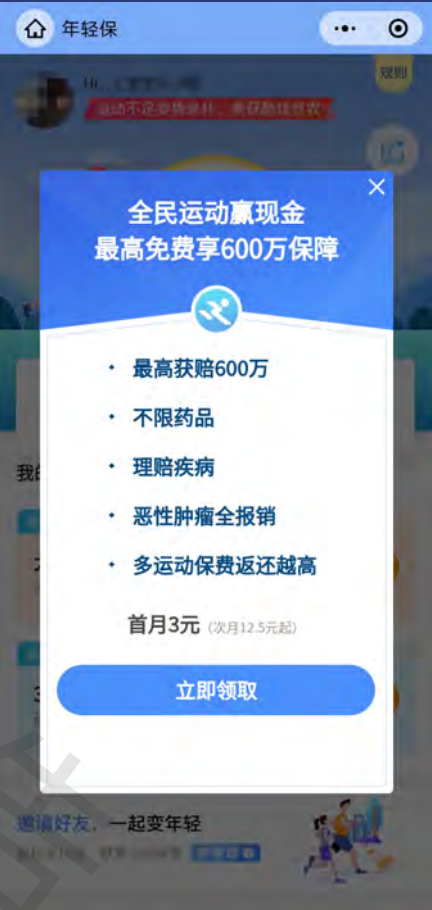 年轻保
规则
Hi,
全民运动赢现金
最高免费享600万保障
· 最高获赔600万
· 不限药品
· 理赔疾病
· 恶性肿瘤全报销
· 多运动保费返还越高
首月3元 (次月12.5元起)
立即领取
邀请好友，一起变年轻